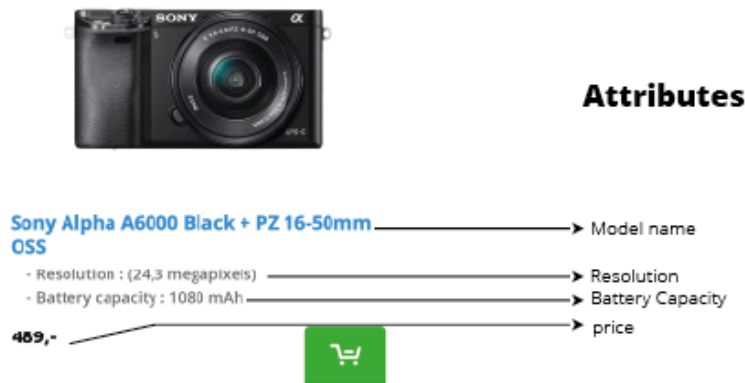 SONY α
Attributes
Sony Alpha A6000 Black + PZ 16-50mm
OSS
Model name
- Resolution : (24,3 megapixels)
Resolution
- Battery capacity : 1080 mAh
Battery Capacity
489,-
price